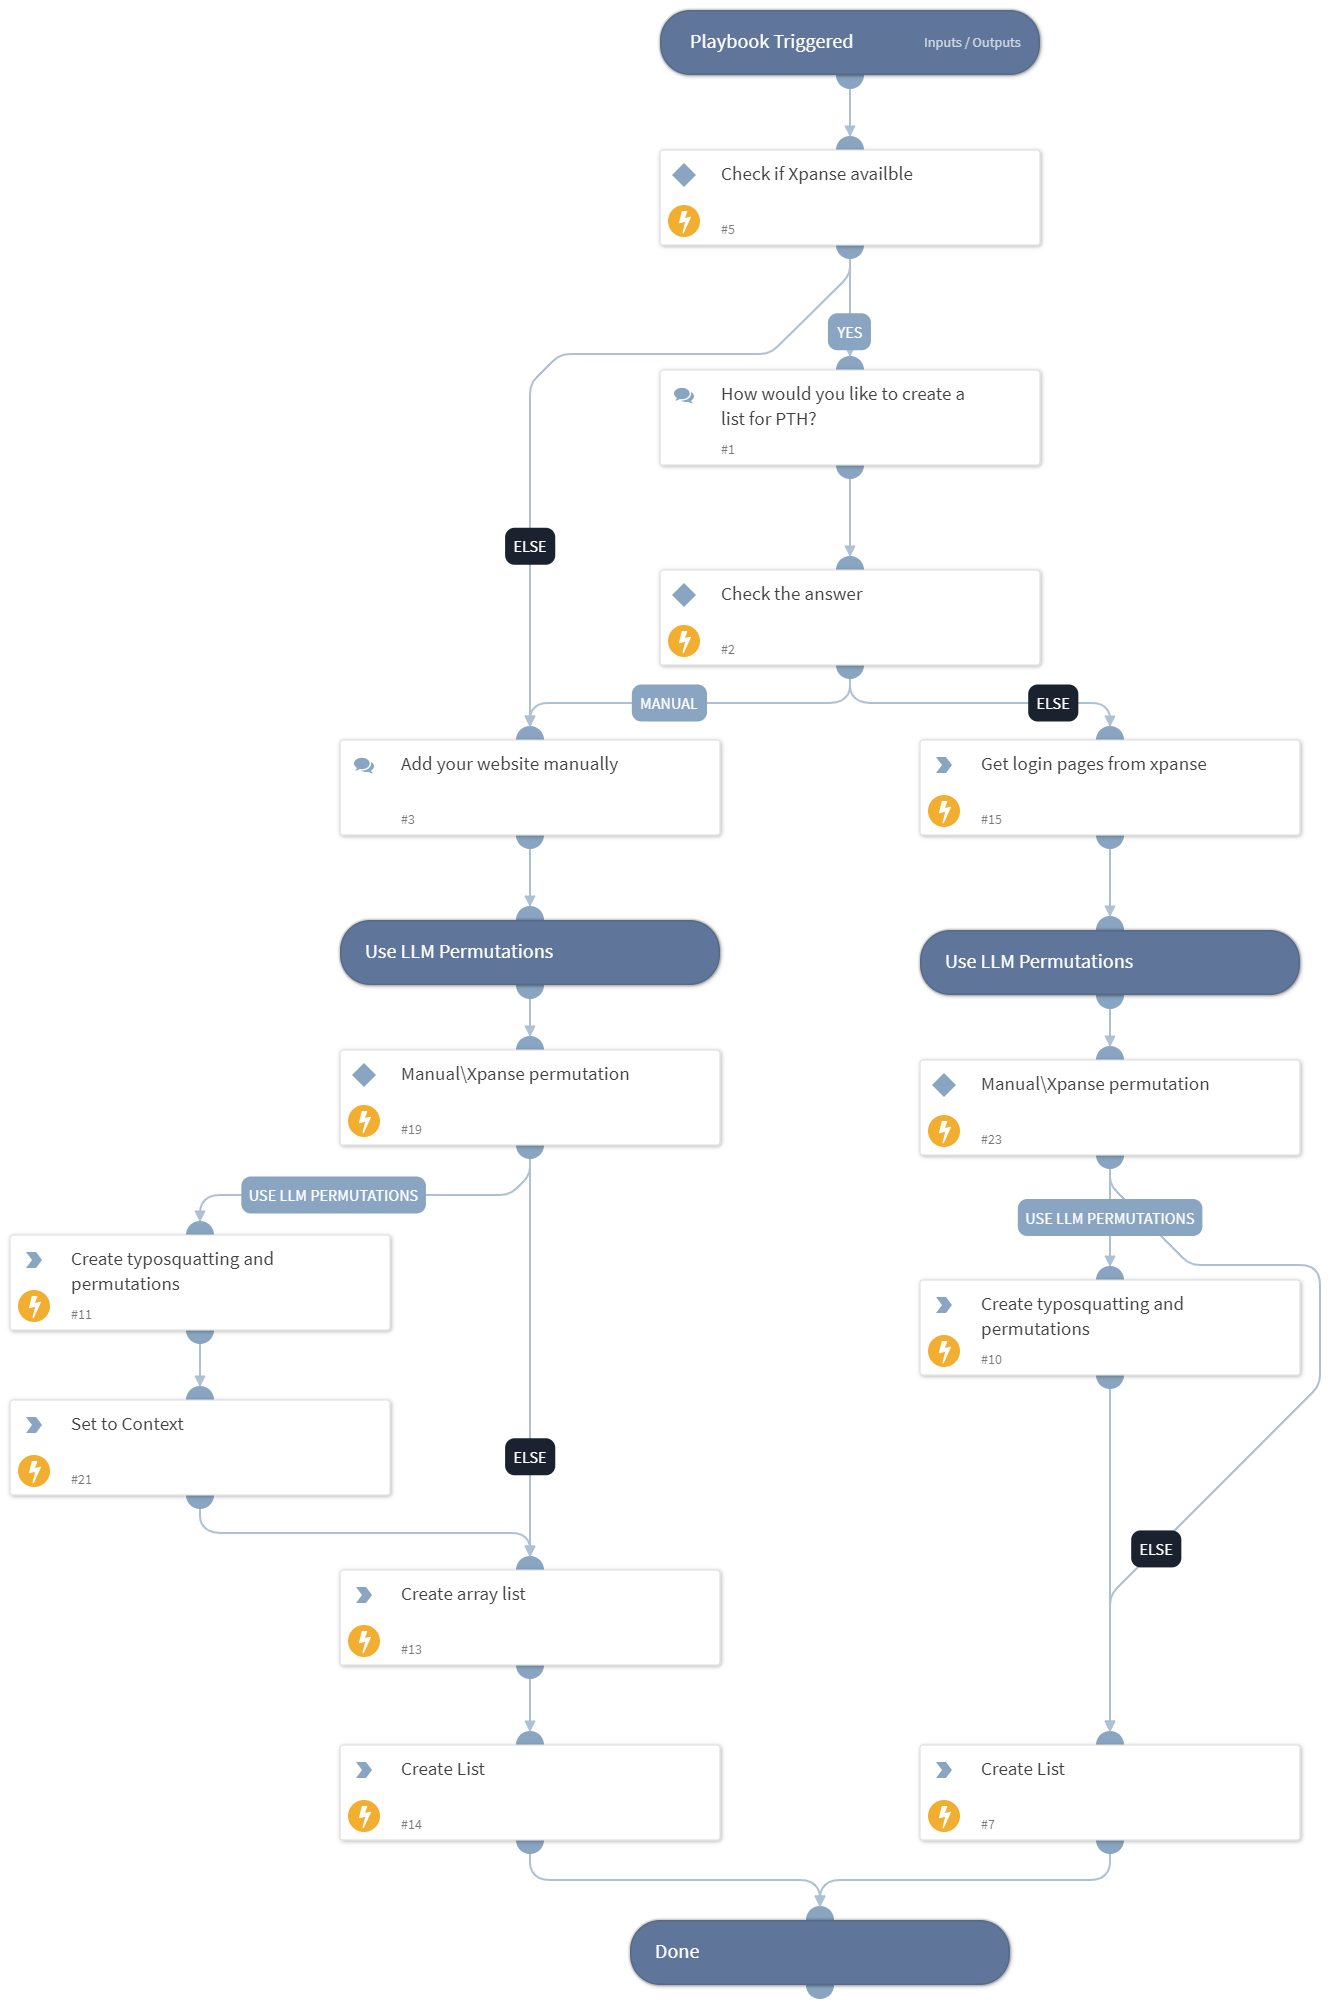 Playbook Triggered
Inputs / Outputs
Check if Xpanse availble
#5
YES
How would you like to create a
list for PTH?
#1
ELSE
Check the answer
#2
MANUAL
ELSE
Add your website manually
#3
Get login pages from xpanse
#15
Use LLM Permutations
Use LLM Permutations
Manual\Xpanse permutation
#19
Manual\Xpanse permutation
#23
USE LLM PERMUTATIONS
USE LLM PERMUTATIONS
Create typosquatting and
permutations
#11
Create typosquatting and
permutations
#10
Set to Context
#21
ELSE
ELSE
Create array list
#13
Create List
#14
Create List
#7
Done